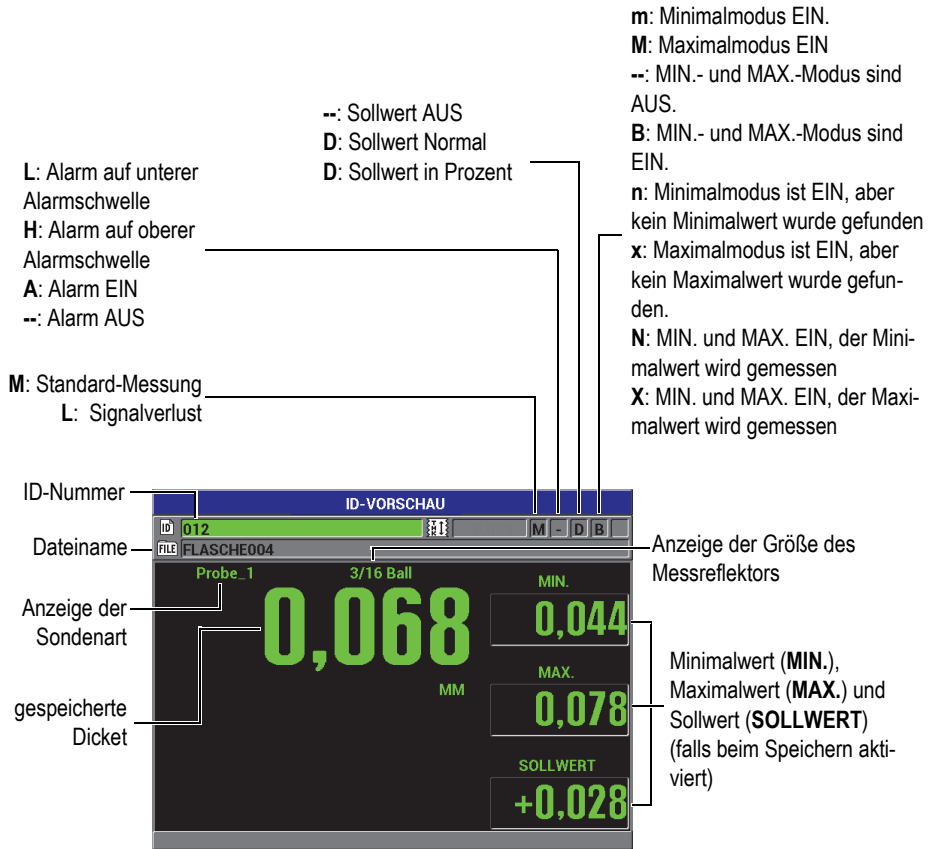 m: Minimalmodus EIN.
M: Maximalmodus EIN
--: MIN.- und MAX.-Modus sind
AUS.
B: MIN.- und MAX.-Modus sind
EIN.
n: Minimalmodus ist EIN, aber
kein Minimalwert wurde gefunden
x: Maximalmodus ist EIN, aber
kein Maximalwert wurde gefun-
den.
N: MIN. und MAX. EIN, der Mini-
malwert wird gemessen
X: MIN. und MAX. EIN, der Maxi-
malwert wird gemessen
--: Sollwert AUS
D: Sollwert Normal
D: Sollwert in Prozent
L: Alarm auf unterer
Alarmschwelle
H: Alarm auf oberer
Alarmschwelle
A: Alarm EIN
--: Alarm AUS
M: Standard-Messung
L: Signalverlust
ID-Nummer
Dateiname
Anzeige der
Sondenart
gespeicherte
Dicket
ID-VORSCHAU
ID 012 M - D B
FILE FLASCHE004
Probe_1 3/16 Ball
0,068
MM
MIN.
0,044
MAX.
0,078
SOLLWERT
+0,028
Anzeige der Größe des
Messreflektors
Minimalwert (MIN.),
Maximalwert (MAX.) und
Sollwert (SOLLWERT)
(falls beim Speichern akti-
viert)